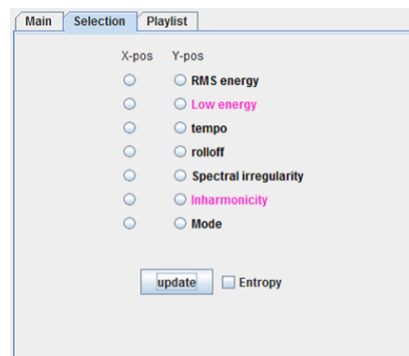 Main Selection Playlist
X-pos Y-pos
RMS energy
Low energy
tempo
rolloff
Spectral irregularity
Inharmonicity
Mode
update Entropy